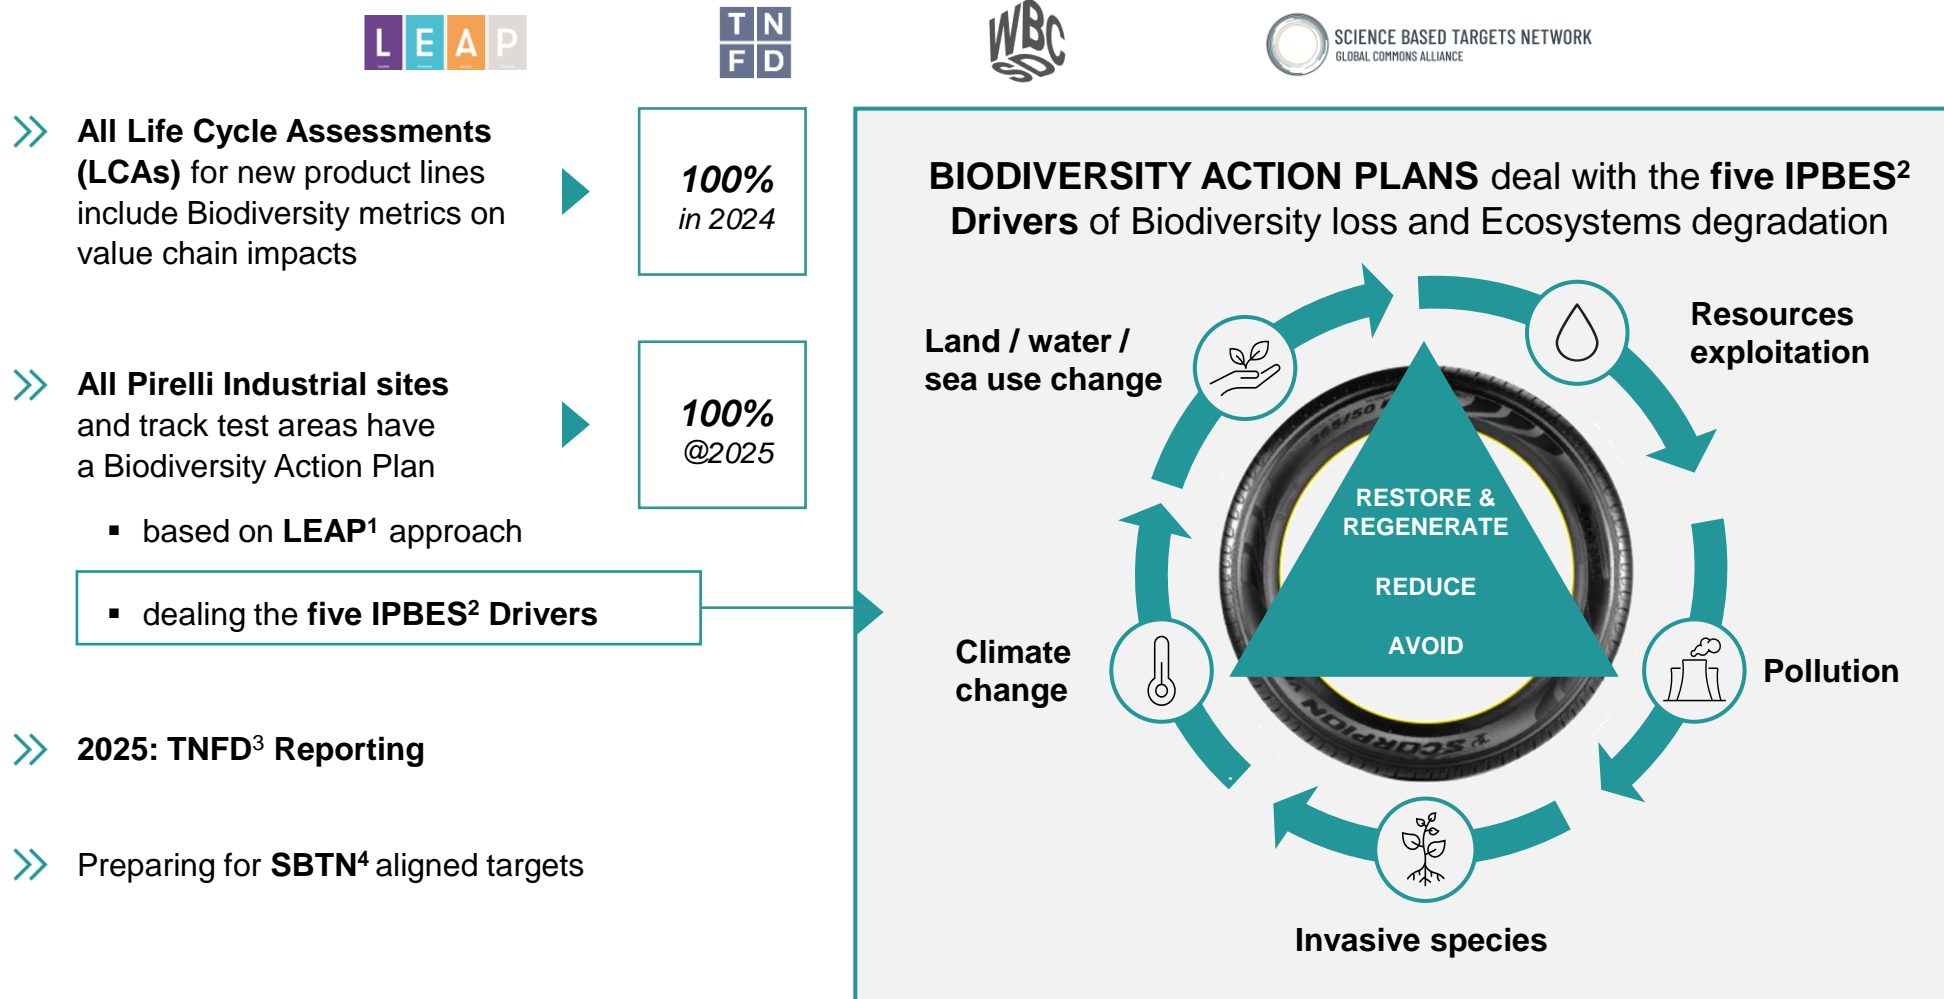 LEAP
TN
FD
WBC
SD
SCIENCE BASED TARGETS NETWORK
GLOBAL COMMONS ALLIANCE
All Life Cycle Assessments
(LCAs) for new product lines
include Biodiversity metrics on
value chain impacts
100%
in 2024
All Pirelli Industrial sites
and track test areas have
a Biodiversity Action Plan
100%
@2025
▪ based on LEAP¹ approach
▪ dealing the five IPBES² Drivers
2025: TNFD³ Reporting
Preparing for SBTN⁴ aligned targets
BIODIVERSITY ACTION PLANS deal with the five IPBES²
Drivers of Biodiversity loss and Ecosystems degradation
Land / water /
sea use change
Resources
exploitation
265/50
RESTORE &
REGENERATE
REDUCE
AVOID
Climate
change
Pollution
SCORPION
Invasive species